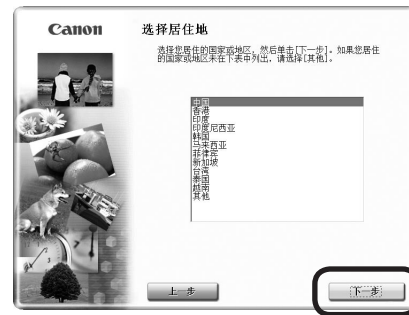 Canon
选择居住地
选择您居住的国家或地区，然后单击[下一步]。如果您居住
的国家或地区未在下表中列出，请选择[其他]。
中国
香港
印度
印度尼西亚
韩国
马来西亚
菲律宾
新加坡
台湾
泰国
越南
其他
上一步
下一步